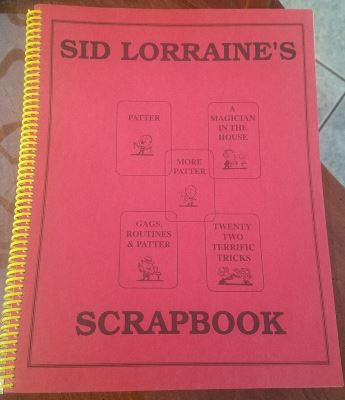 SID LORRAINE'S
PATTER
A
MAGICIAN
IN THE
HOUSE
MORE
PATTER
GAGS,
ROUTINES
& PATTER
TWENTY
TWO
TERRIFIC
TRICKS
SCRAPBOOK